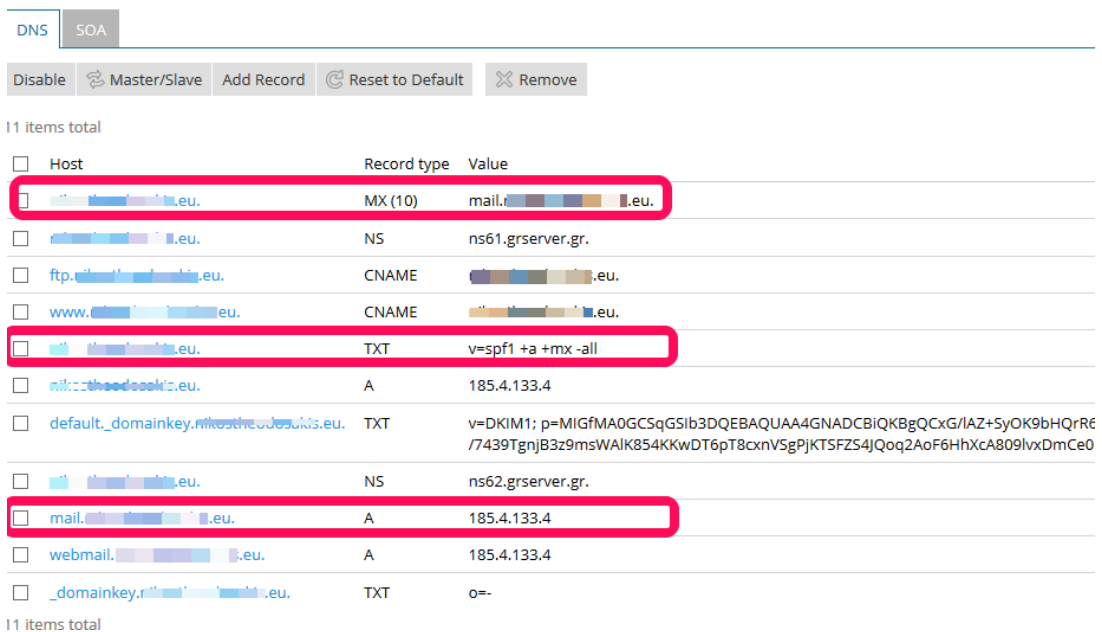 DNS SOA
Disable Master/Slave Add Record Reset to Default Remove
11 items total
Host Record type Value
.eu. MX (10) mail. .eu.
.eu. NS ns61.grserver.gr.
ftp. .eu. CNAME .eu.
www. eu. CNAME .eu.
.eu. TXT v=spf1 +a +mx -all
.eu. A 185.4.133.4
default._domainkey. .eu. TXT v=DKIM1; p=MIGfMA0GCSqGSIb3DQEBAQUAA4GNADCBiQKBgQCxG/lAZ+SyOK9bHQrR6
/7439TgnjB3z9msWAlK854KKwDT6pT8cxnVSgPjKTSFZS4JQoq2AoF6HhXcA809lvxDmCe0
.eu. NS ns62.grserver.gr.
mail. .eu. A 185.4.133.4
webmail. .eu. A 185.4.133.4
_domainkey. .eu. TXT o=-
11 items total